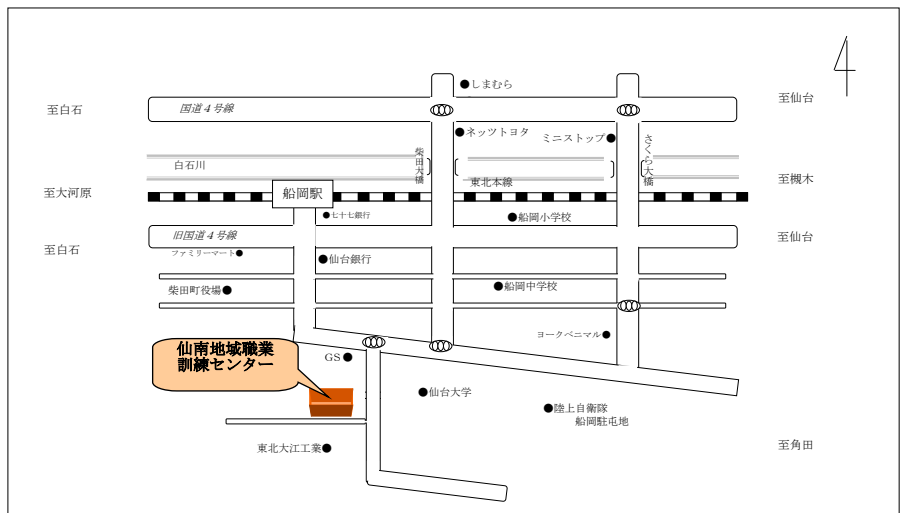 しまむら
至白石
国道４号線
至仙台
ネッツトヨタ
ミニストップ
さくら大橋
柴田大橋
白石川
東北本線
至大河原
船岡駅
至槻木
七十七銀行
船岡小学校
旧国道４号線
至白石
至仙台
ファミリーマート
仙台銀行
柴田町役場
船岡中学校
ヨークベニマル
仙南地域職業
訓練センター
GS
仙台大学
陸上自衛隊
船岡駐屯地
東北大江工業
至角田